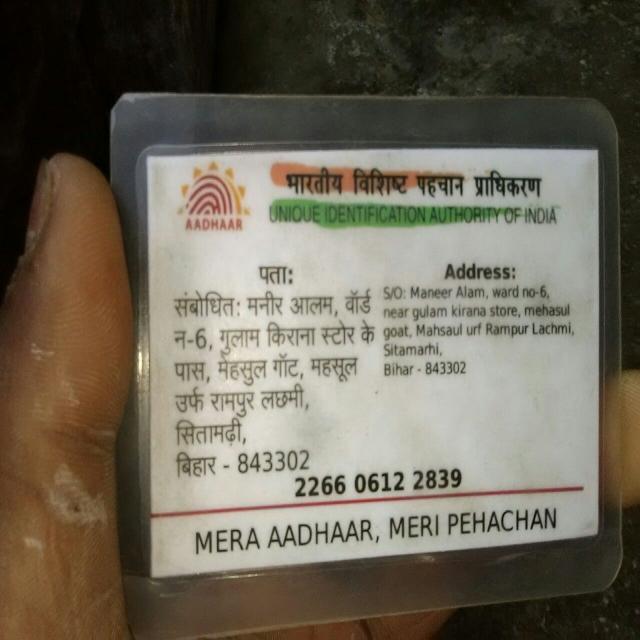 AADHAAR
भारतीय विशिष्ट पहचान प्राधिकरण
UNIQUE IDENTIFICATION AUTHORITY OF INDIA
पता:
संबोधित: मनीर आलम, वॉर्ड
न-6, गुलाम किराना स्टोर के
पास, मेहसुल गॉट, महसूल
उर्फ रामपुर लछमी,
सितामढ़ी,
बिहार - 843302
Address:
S/O: Maneer Alam, ward no-6,
near gulam kirana store, mehasul
goat, Mahsaul urf Rampur Lachmi,
Sitamarhi,
Bihar - 843302
2266 0612 2839
MERA AADHAAR, MERI PEHACHAN